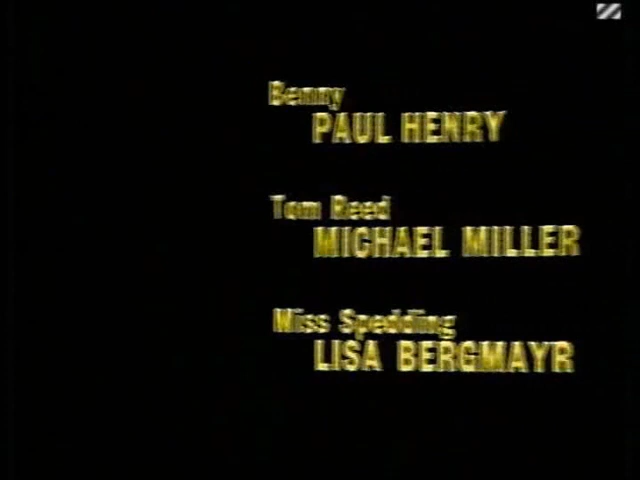 Benny
PAUL HENRY
Tom Reed
MICHAEL MILLER
Miss Spedding
LISA BERGMAYR